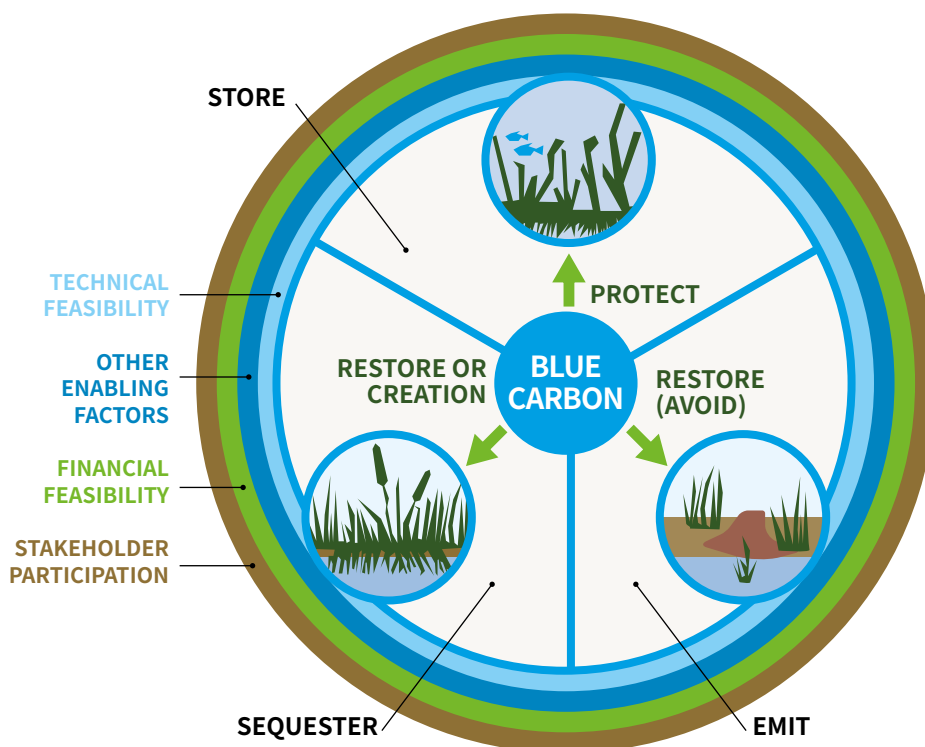 STORE
TECHNICAL
FEASIBILITY
PROTECT
OTHER
ENABLING
FACTORS
RESTORE OR
CREATION
BLUE
CARBON
RESTORE
(AVOID)
FINANCIAL
FEASIBILITY
STAKEHOLDER
PARTICIPATION
SEQUESTER
EMIT